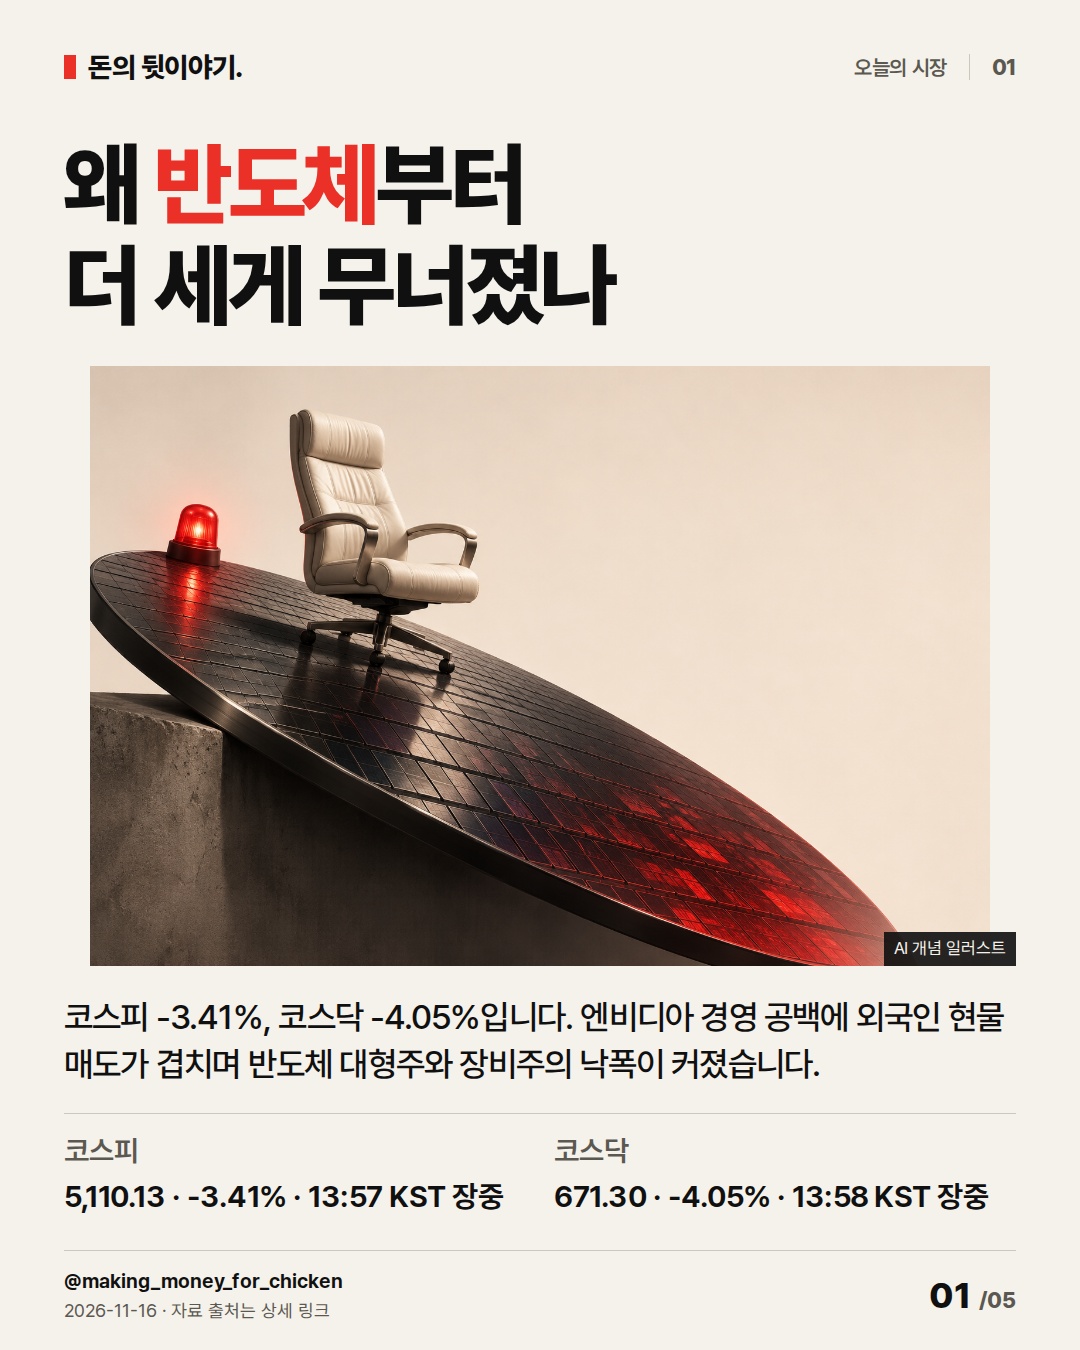 돈의 뒷이야기.
오늘의 시장 01
왜 반도체부터
더 세게 무너졌나
AI 개념 일러스트
코스피 -3.41%, 코스닥 -4.05%입니다. 엔비디아 경영 공백에 외국인 현물
매도가 겹치며 반도체 대형주와 장비주의 낙폭이 커졌습니다.
코스피
5,110.13 · -3.41% · 13:57 KST 장중
코스닥
671.30 · -4.05% · 13:58 KST 장중
@making_money_for_chicken
2026-11-16 · 자료 출처는 상세 링크
01 /05